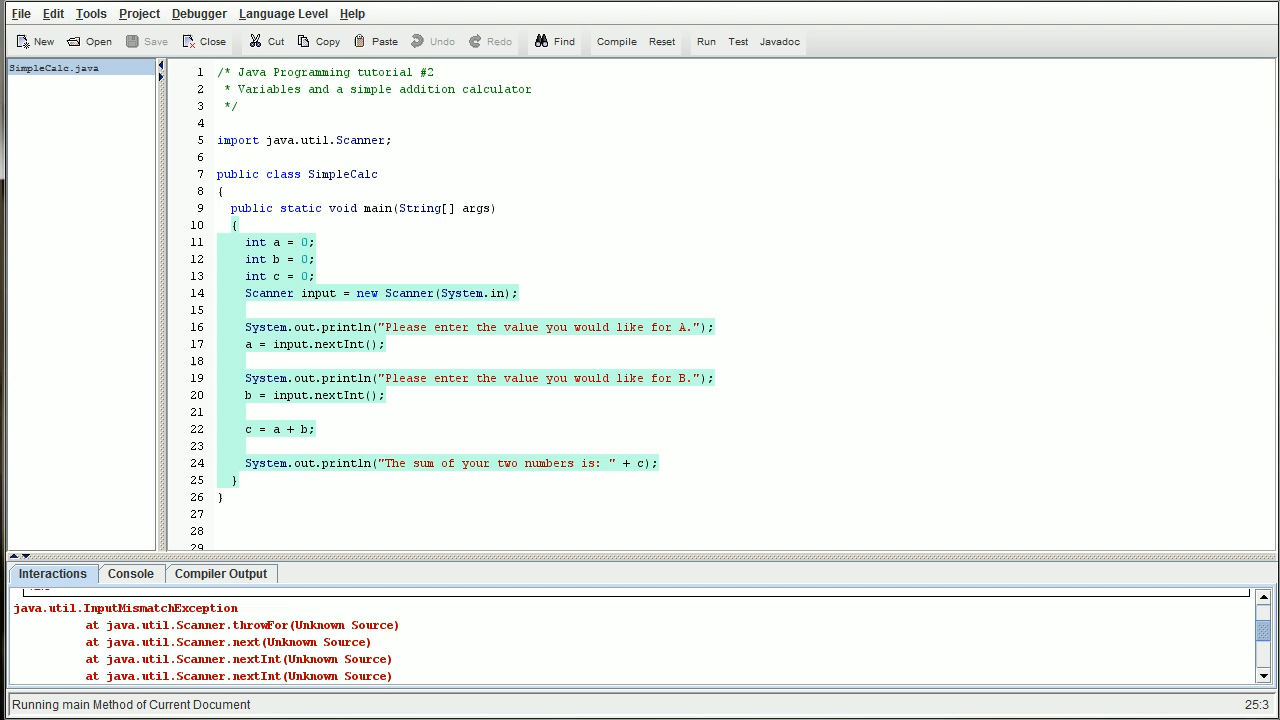 File Edit Tools Project Debugger Language Level Help
New Open Save Close Cut Copy Paste Undo Redo Find Compile Reset Run Test Javadoc
SimpleCalc.java
1 /* Java Programming tutorial #2
2 * Variables and a simple addition calculator
3 */
4
5 import java.util.Scanner;
6
7 public class SimpleCalc
8 {
9 public static void main(String[] args)
10 {
11 int a = 0;
12 int b = 0;
13 int c = 0;
14 Scanner input = new Scanner(System.in);
15
16 System.out.println("Please enter the value you would like for A.");
17 a = input.nextInt();
18
19 System.out.println("Please enter the value you would like for B.");
20 b = input.nextInt();
21
22 c = a + b;
23
24 System.out.println("The sum of your two numbers is: " + c);
25 }
26 }
27
28
29
Interactions Console Compiler Output
java.util.InputMismatchException
at java.util.Scanner.throwFor(Unknown Source)
at java.util.Scanner.next(Unknown Source)
at java.util.Scanner.nextInt(Unknown Source)
at java.util.Scanner.nextInt(Unknown Source)
Running main Method of Current Document 25:3